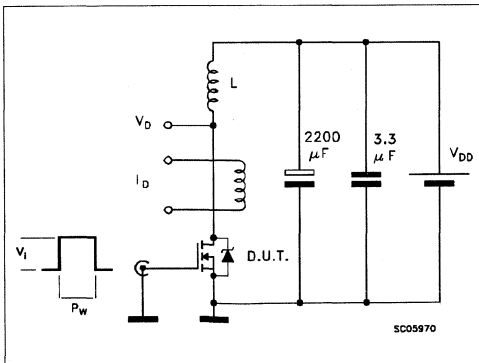 L
V_D
2200
μF
3.3
μF
V_DD
I_D
V_i
D.U.T.
P_W
SC05970